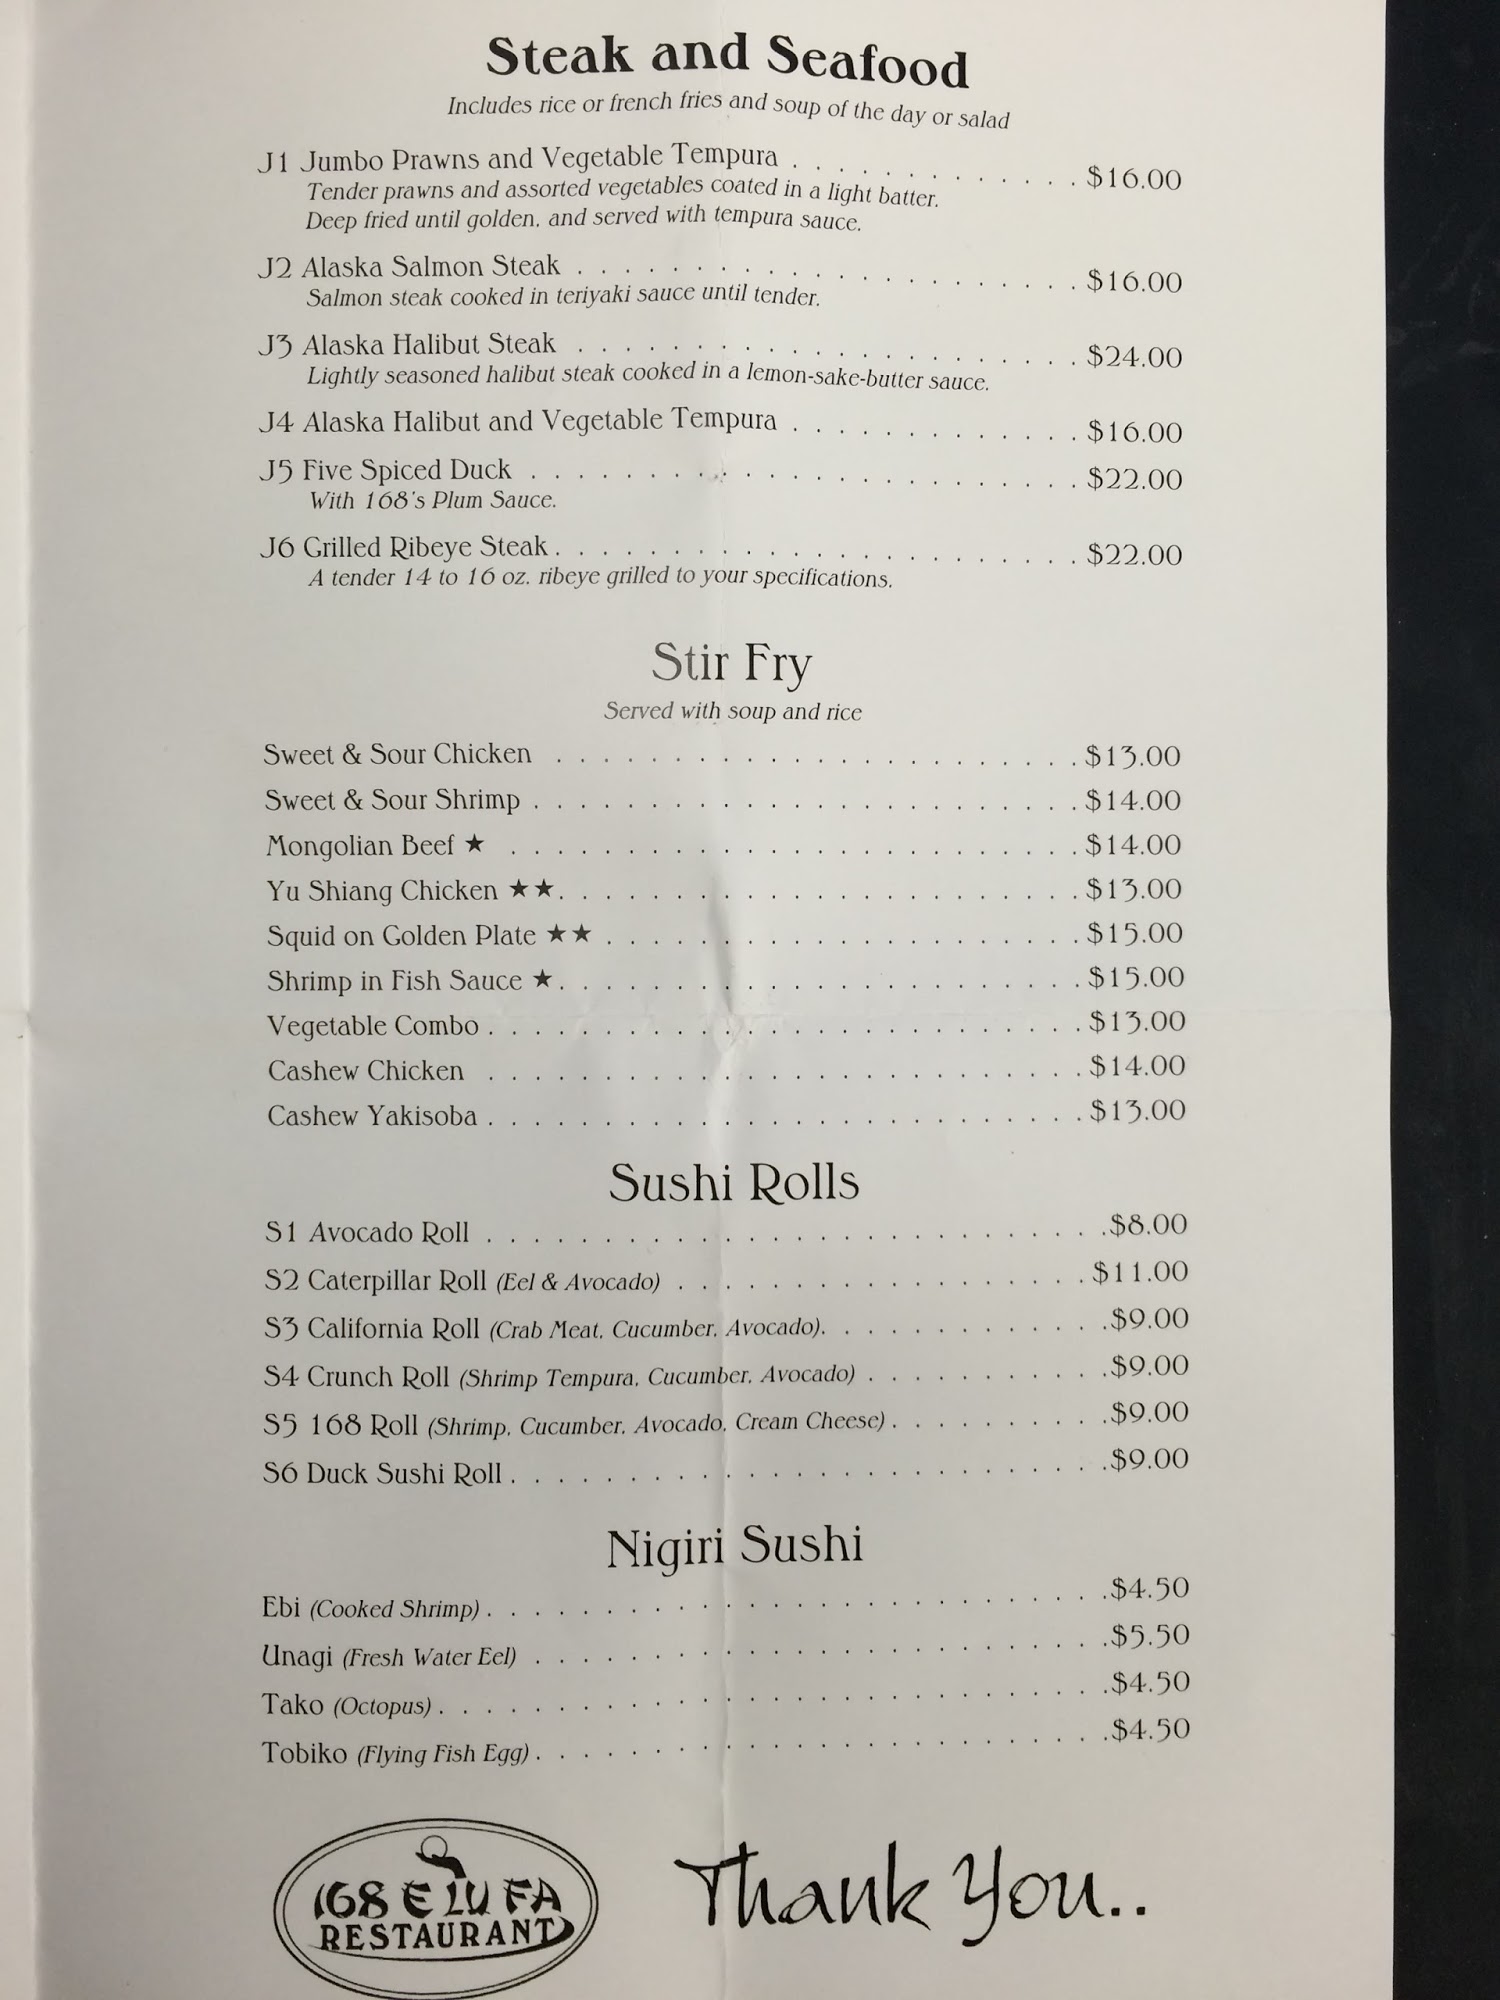 Steak and Seafood
Includes rice or french fries and soup of the day or salad
J1 Jumbo Prawns and Vegetable Tempura . . . . . . . . . . . . $16.00
Tender prawns and assorted vegetables coated in a light batter.
Deep fried until golden, and served with tempura sauce.
J2 Alaska Salmon Steak . . . . . . . . . . . . . . . . . . . . . $16.00
Salmon steak cooked in teriyaki sauce until tender.
J3 Alaska Halibut Steak . . . . . . . . . . . . . . . . . . . . . $24.00
Lightly seasoned halibut steak cooked in a lemon-sake-butter sauce.
J4 Alaska Halibut and Vegetable Tempura . . . . . . . . . . . . $16.00
J5 Five Spiced Duck . . . . . . . . . . . . . . . . . . . . . . . $22.00
With 168's Plum Sauce.
J6 Grilled Ribeye Steak . . . . . . . . . . . . . . . . . . . . . . $22.00
A tender 14 to 16 oz. ribeye grilled to your specifications.
Stir Fry
Served with soup and rice
Sweet & Sour Chicken . . . . . . . . . . . . . . . . . . . . . . $13.00
Sweet & Sour Shrimp . . . . . . . . . . . . . . . . . . . . . . . $14.00
Mongolian Beef ★ . . . . . . . . . . . . . . . . . . . . . . . . $14.00
Yu Shiang Chicken ★★ . . . . . . . . . . . . . . . . . . . . . . $13.00
Squid on Golden Plate ★★ . . . . . . . . . . . . . . . . . . . . $15.00
Shrimp in Fish Sauce ★ . . . . . . . . . . . . . . . . . . . . . . $15.00
Vegetable Combo . . . . . . . . . . . . . . . . . . . . . . . . . $13.00
Cashew Chicken . . . . . . . . . . . . . . . . . . . . . . . . . $14.00
Cashew Yakisoba . . . . . . . . . . . . . . . . . . . . . . . . . $13.00
Sushi Rolls
S1 Avocado Roll . . . . . . . . . . . . . . . . . . . . . . . . . . $8.00
S2 Caterpillar Roll (Eel & Avocado) . . . . . . . . . . . . . . . . . $11.00
S3 California Roll (Crab Meat, Cucumber, Avocado) . . . . . . . . . . . . $9.00
S4 Crunch Roll (Shrimp Tempura, Cucumber, Avocado) . . . . . . . . . . $9.00
S5 168 Roll (Shrimp, Cucumber, Avocado, Cream Cheese) . . . . . . . . . $9.00
S6 Duck Sushi Roll . . . . . . . . . . . . . . . . . . . . . . . . . $9.00
Nigiri Sushi
Ebi (Cooked Shrimp) . . . . . . . . . . . . . . . . . . . . . . . . . . $4.50
Unagi (Fresh Water Eel) . . . . . . . . . . . . . . . . . . . . . . . . $5.50
Tako (Octopus) . . . . . . . . . . . . . . . . . . . . . . . . . . . . $4.50
Tobiko (Flying Fish Egg) . . . . . . . . . . . . . . . . . . . . . . . . $4.50
168 E LU FA
RESTAURANT
Thank You..